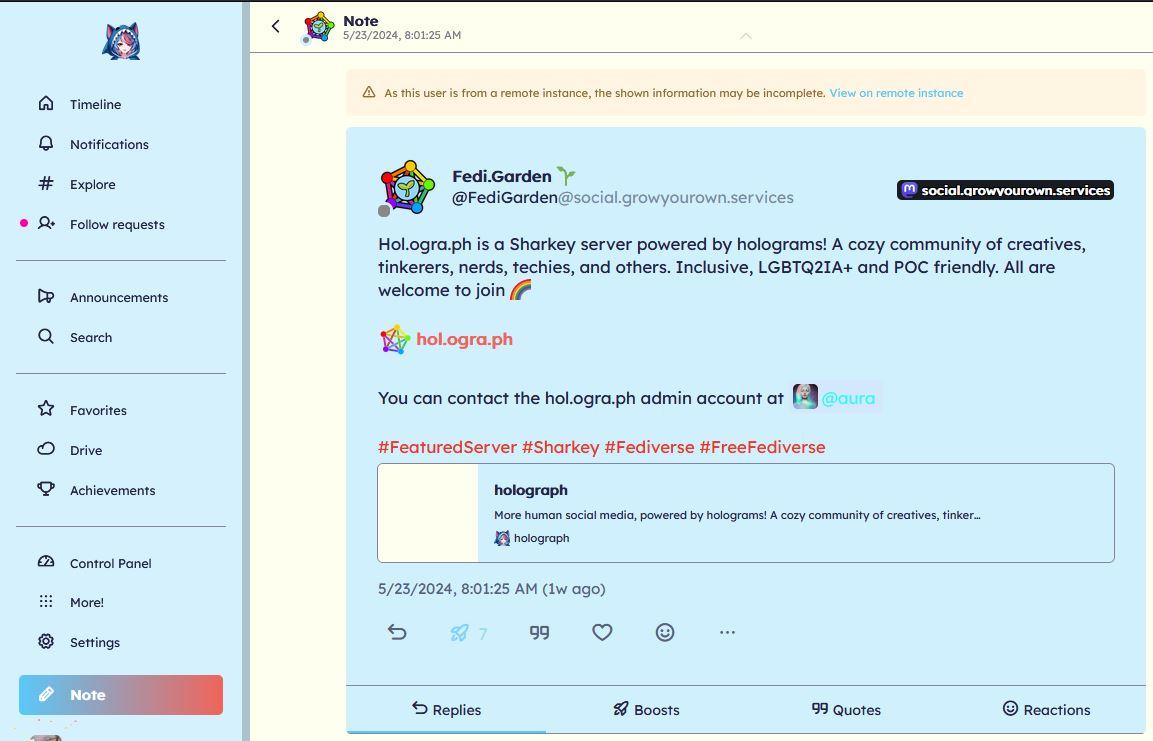 Note
5/23/2024, 8:01:25 AM
Timeline
Notifications
Explore
Follow requests
Announcements
Search
Favorites
Drive
Achievements
Control Panel
More!
Settings
Note
As this user is from a remote instance, the shown information may be incomplete. View on remote instance
Fedi.Garden
@FediGarden@social.growyourown.services
social.growyourown.services
Hol.ogra.ph is a Sharkey server powered by holograms! A cozy community of creatives,
tinkerers, nerds, techies, and others. Inclusive, LGBTQ2IA+ and POC friendly. All are
welcome to join 🌈
hol.ogra.ph
You can contact the hol.ogra.ph admin account at @aura
#FeaturedServer #Sharkey #Fediverse #FreeFediverse
holograph
More human social media, powered by holograms! A cozy community of creatives, tinker…
holograph
5/23/2024, 8:01:25 AM (1w ago)
7
Replies Boosts Quotes Reactions